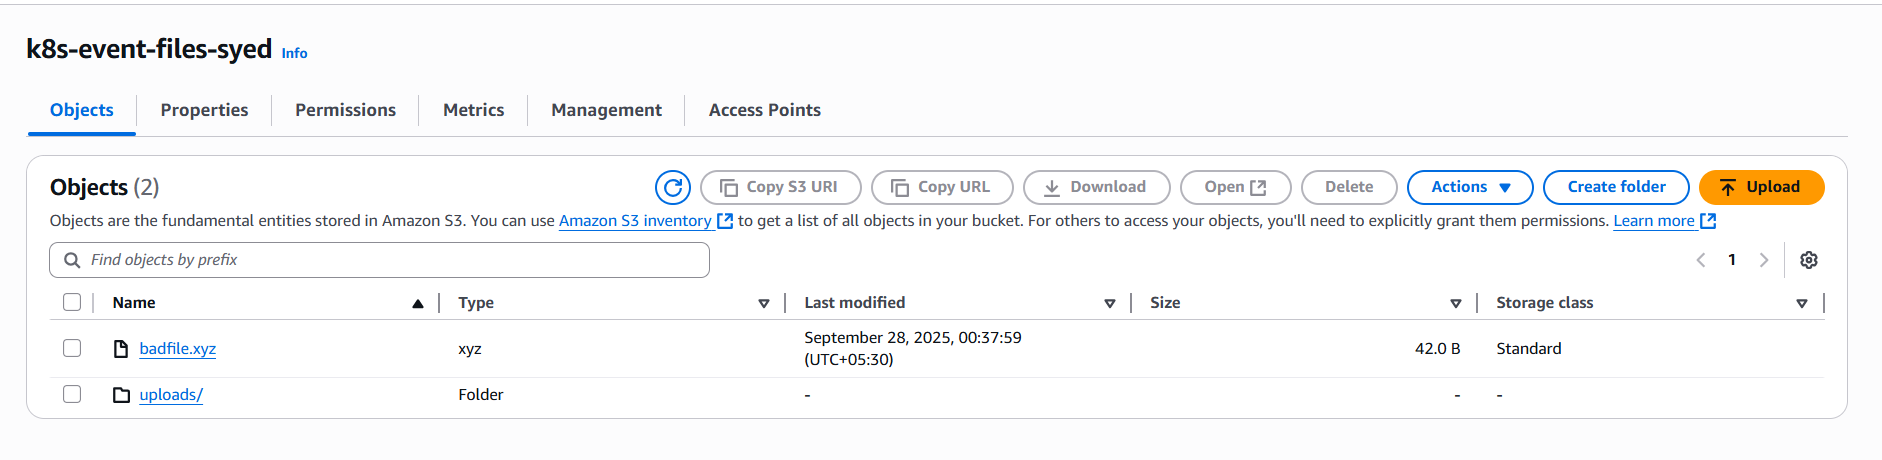 k8s-event-files-syed Info
Objects Properties Permissions Metrics Management Access Points
Objects (2) Copy S3 URI Copy URL Download Open Delete Actions Create folder Upload
Objects are the fundamental entities stored in Amazon S3. You can use Amazon S3 inventory to get a list of all objects in your bucket. For others to access your objects, you'll need to explicitly grant them permissions. Learn more
Find objects by prefix 1
Name Type Last modified Size Storage class
badfile.xyz xyz September 28, 2025, 00:37:59 (UTC+05:30) 42.0 B Standard
uploads/ Folder - - -